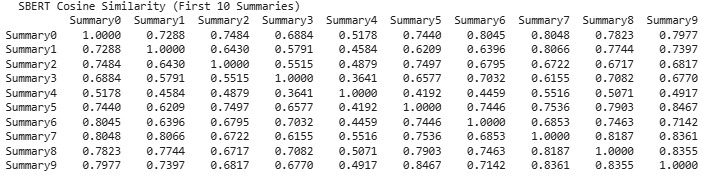 SBERT Cosine Similarity (First 10 Summaries)
Summary0 Summary1 Summary2 Summary3 Summary4 Summary5 Summary6 Summary7 Summary8 Summary9
Summary0 1.0000 0.7288 0.7484 0.6884 0.5178 0.7440 0.8045 0.8048 0.7823 0.7977
Summary1 0.7288 1.0000 0.6430 0.5791 0.4584 0.6209 0.6396 0.8066 0.7744 0.7397
Summary2 0.7484 0.6430 1.0000 0.5515 0.4879 0.7497 0.6795 0.6722 0.6717 0.6817
Summary3 0.6884 0.5791 0.5515 1.0000 0.3641 0.6577 0.7032 0.6155 0.7082 0.6770
Summary4 0.5178 0.4584 0.4879 0.3641 1.0000 0.4192 0.4459 0.5516 0.5071 0.4917
Summary5 0.7440 0.6209 0.7497 0.6577 0.4192 1.0000 0.7446 0.7536 0.7903 0.8467
Summary6 0.8045 0.6396 0.6795 0.7032 0.4459 0.7446 1.0000 0.6853 0.7463 0.7142
Summary7 0.8048 0.8066 0.6722 0.6155 0.5516 0.7536 0.6853 1.0000 0.8187 0.8361
Summary8 0.7823 0.7744 0.6717 0.7082 0.5071 0.7903 0.7463 0.8187 1.0000 0.8355
Summary9 0.7977 0.7397 0.6817 0.6770 0.4917 0.8467 0.7142 0.8361 0.8355 1.0000